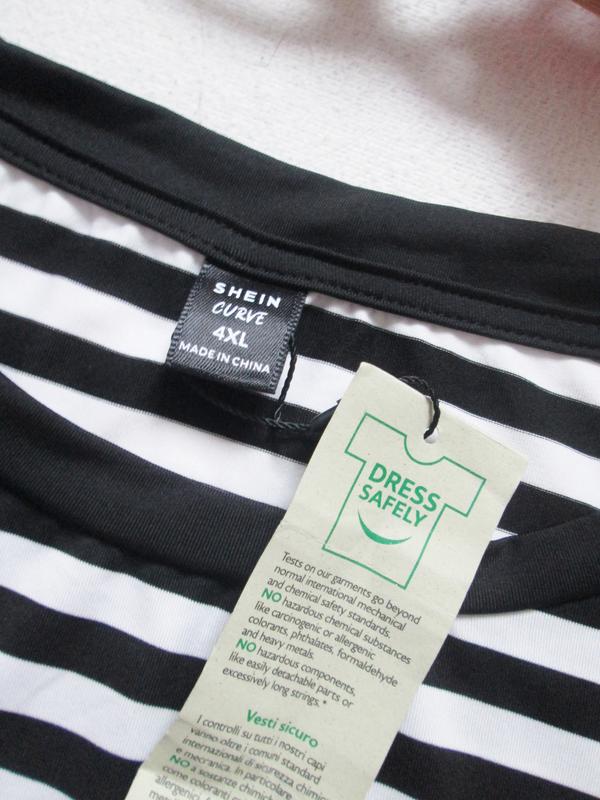 SHEIN
CURVE
4XL
MADE IN CHINA
DRESS
SAFELY
Tests on our garments go beyond
normal international mechanical
and chemical safety standards.
NO hazardous chemical substances
like carcinogenic or allergenic
colorants, phthalates, formaldehyde
and heavy metals.
NO hazardous components,
like easily detachable parts or
excessively long strings.*
Vesti sicuro
I controlli su tutti i nostri capi
vanno oltre i comuni standard
internazionali di sicurezza chimica
e meccanica. In particolare
NO a sostanze chimiche
come coloranti
allergenici